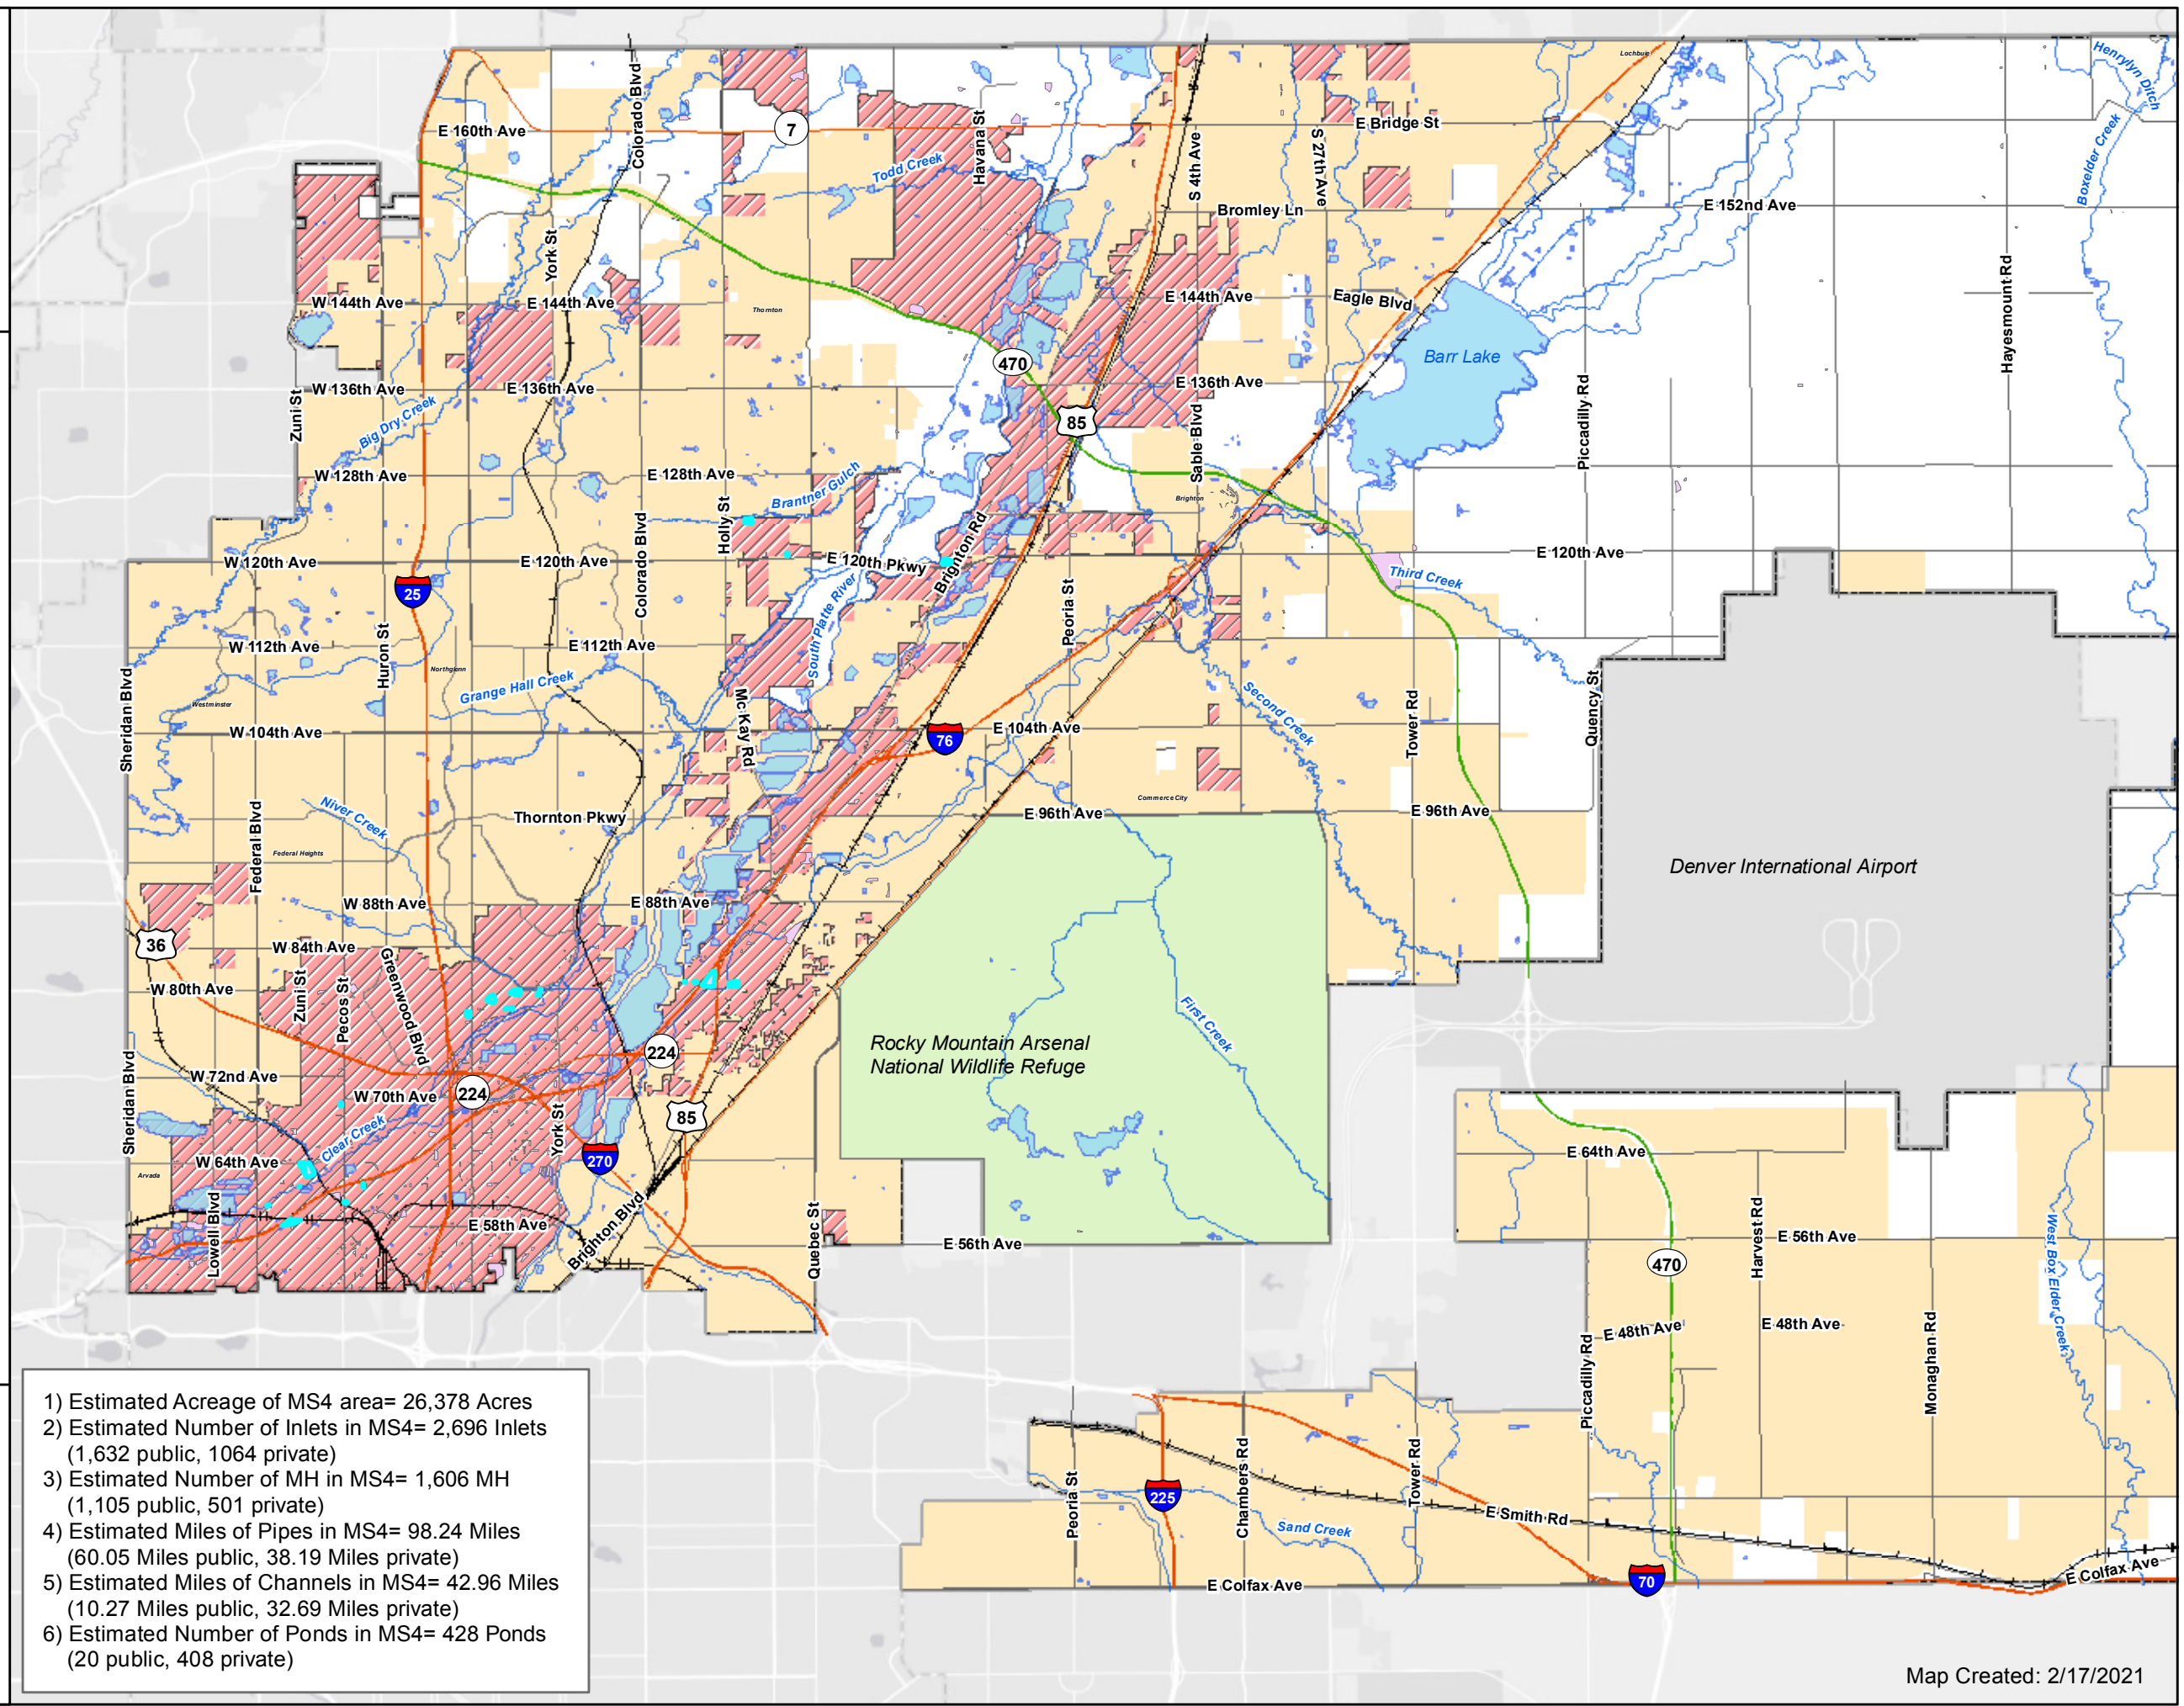 Lochbuie
Henrylyn Ditch
E 160th Ave
Colorado Blvd
7
Havana St
S 4th Ave
S 27th Ave
E Bridge St
Boxelder Creek
Todd Creek
Bromley Ln
E 152nd Ave
York St
W 144th Ave
E 144th Ave
Thornton
E 144th Ave
Eagle Blvd
Hayesmount Rd
Barr Lake
470
W 136th Ave
E 136th Ave
E 136th Ave
Zuni St
Big Dry Creek
85
Sable Blvd
Piccadilly Rd
W 128th Ave
E 128th Ave
Brantner Gulch
Brighton
Holly St
Colorado Blvd
Brighton Rd
W 120th Ave
E 120th Ave
E 120th Pkwy
E 120th Ave
25
Third Creek
South Platte River
Peoria St
Huron St
W 112th Ave
E 112th Ave
Northglenn
Grange Hall Creek
Sheridan Blvd
Westminster
Mc Kay Rd
Second Creek
Tower Rd
Quency St
W 104th Ave
76
E 104th Ave
Niver Creek
Federal Blvd
Thornton Pkwy
Commerce City
E 96th Ave
E 96th Ave
Federal Heights
Denver International Airport
W 88th Ave
E 88th Ave
36
W 84th Ave
Greenwood Blvd
Zuni St
Pecos St
W 80th Ave
First Creek
Rocky Mountain Arsenal
National Wildlife Refuge
224
W 72nd Ave
224
W 70th Ave
Sheridan Blvd
York St
85
Clear Creek
W 64th Ave
270
Arvada
E 64th Ave
Lowell Blvd
E 58th Ave
Brighton Blvd
Quebec St
E 56th Ave
Harvest Rd
E 56th Ave
West Box Elder Creek
470
E 48th Ave
E 48th Ave
Piccadilly Rd
Monaghan Rd
1) Estimated Acreage of MS4 area= 26,378 Acres
2) Estimated Number of Inlets in MS4= 2,696 Inlets
(1,632 public, 1064 private)
3) Estimated Number of MH in MS4= 1,606 MH
(1,105 public, 501 private)
4) Estimated Miles of Pipes in MS4= 98.24 Miles
(60.05 Miles public, 38.19 Miles private)
5) Estimated Miles of Channels in MS4= 42.96 Miles
(10.27 Miles public, 32.69 Miles private)
6) Estimated Number of Ponds in MS4= 428 Ponds
(20 public, 408 private)
Peoria St
225
Chambers Rd
Tower Rd
Sand Creek
E Smith Rd
E Colfax Ave
70
E Colfax Ave
Map Created: 2/17/2021